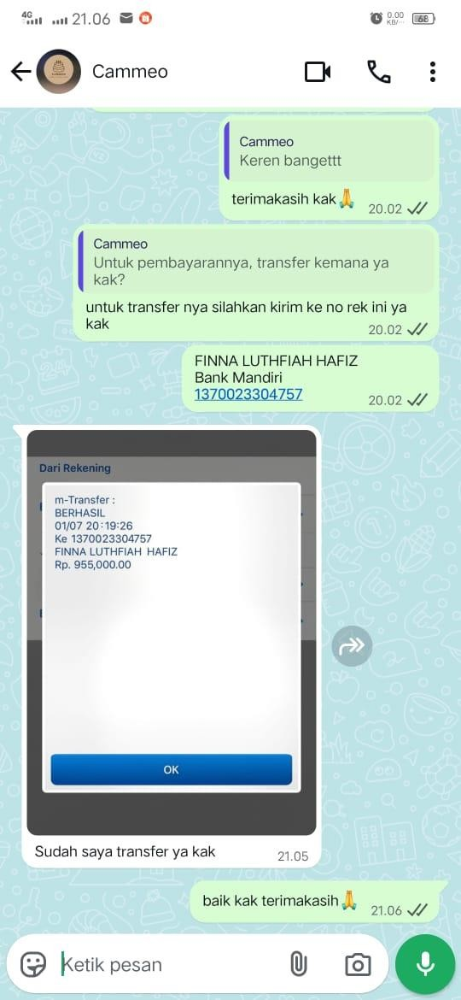 4G 21.06 0.00 KB/... 68
Cammeo
Cammeo
Keren bangettt
terimakasih kak🙏 20.02
Cammeo
Untuk pembayarannya, transfer kemana ya
kak?
untuk transfer nya silahkan kirim ke no rek ini ya
kak
20.02
FINNA LUTHFIAH HAFIZ
Bank Mandiri
1370023304757 20.02
Dari Rekening
m-Transfer :
BERHASIL
01/07 20:19:26
Ke 1370023304757
FINNA LUTHFIAH HAFIZ
Rp. 955,000.00
OK
Sudah saya transfer ya kak 21.05
baik kak terimakasih🙏 21.06
Ketik pesan